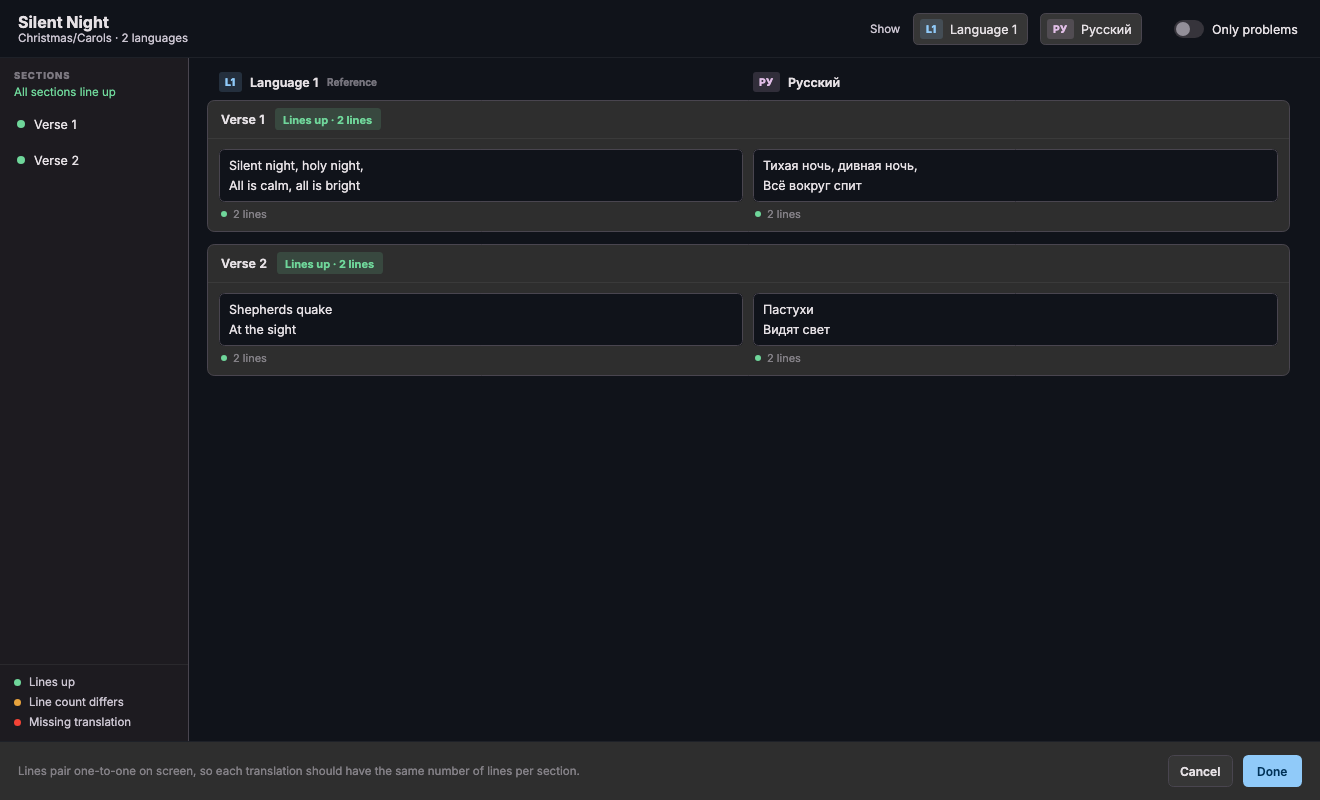 Silent Night
Christmas/Carols · 2 languages
Show
L1 Language 1
РУ Русский
Only problems
SECTIONS
All sections line up
Verse 1
Verse 2
L1 Language 1 Reference
РУ Русский
Verse 1 Lines up · 2 lines
Silent night, holy night,
All is calm, all is bright
2 lines
Тихая ночь, дивная ночь,
Всё вокруг спит
2 lines
Verse 2 Lines up · 2 lines
Shepherds quake
At the sight
2 lines
Пастухи
Видят свет
2 lines
Lines up
Line count differs
Missing translation
Lines pair one-to-one on screen, so each translation should have the same number of lines per section.
Cancel
Done